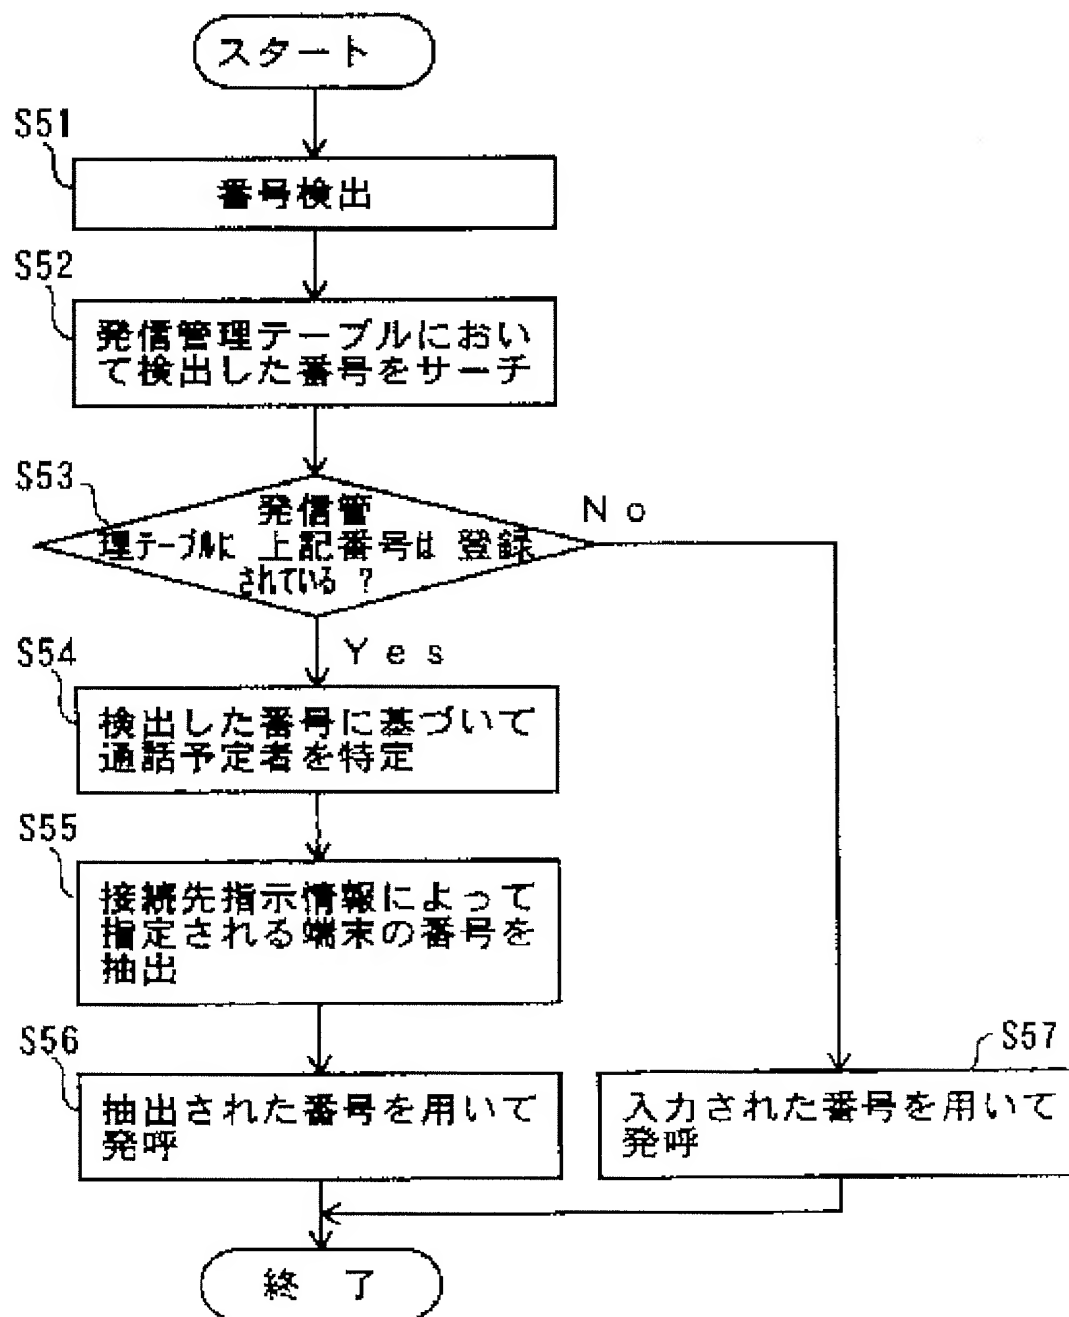 スタート
S51
番号検出
S52
発信管理テーブルにおい
て検出した番号をサーチ
S53
発信管
理テーブルに 上記番号は 登録
されている ?
No
Yes
S54
検出した番号に基づいて
通話予定者を特定
S55
接続先指示情報によって
指定される端末の番号を
抽出
S56
抽出された番号を用いて
発呼
S57
入力された番号を用いて
発呼
終 了